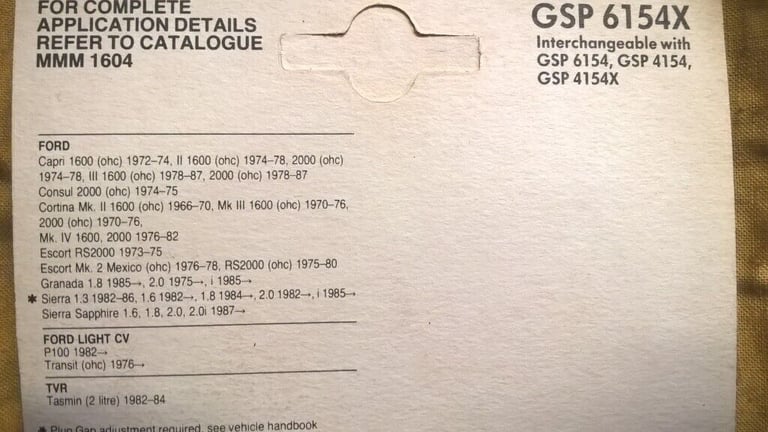 FOR COMPLETE
APPLICATION DETAILS
REFER TO CATALOGUE
MMM 1604
GSP 6154X
Interchangeable with
GSP 6154, GSP 4154,
GSP 4154X
FORD
Capri 1600 (ohc) 1972–74, II 1600 (ohc) 1974–78, 2000 (ohc)
1974–78, III 1600 (ohc) 1978–87, 2000 (ohc) 1978–87
Consul 2000 (ohc) 1974–75
Cortina Mk. II 1600 (ohc) 1966–70, Mk III 1600 (ohc) 1970–76,
2000 (ohc) 1970–76,
Mk. IV 1600, 2000 1976–82
Escort RS2000 1973–75
Escort Mk. 2 Mexico (ohc) 1976–78, RS2000 (ohc) 1975–80
Granada 1.8 1985→, 2.0 1975→, i 1985→
* Sierra 1.3 1982–86, 1.6 1982→, 1.8 1984→, 2.0 1982→, i 1985→
Sierra Sapphire 1.6, 1.8, 2.0, 2.0i 1987→
FORD LIGHT CV
P100 1982→
Transit (ohc) 1976→
TVR
Tasmin (2 litre) 1982–84
* Plug Gap adjustment required, see vehicle handbook